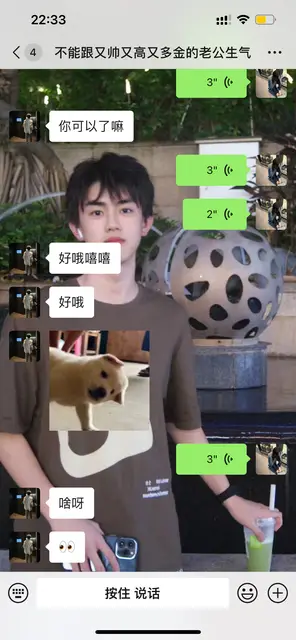 22:33
4
不能跟又帅又高又多金的老公生气
3"
你可以了嘛
3"
2"
好哦嘻嘻
好哦
3"
啥呀
按住 说话